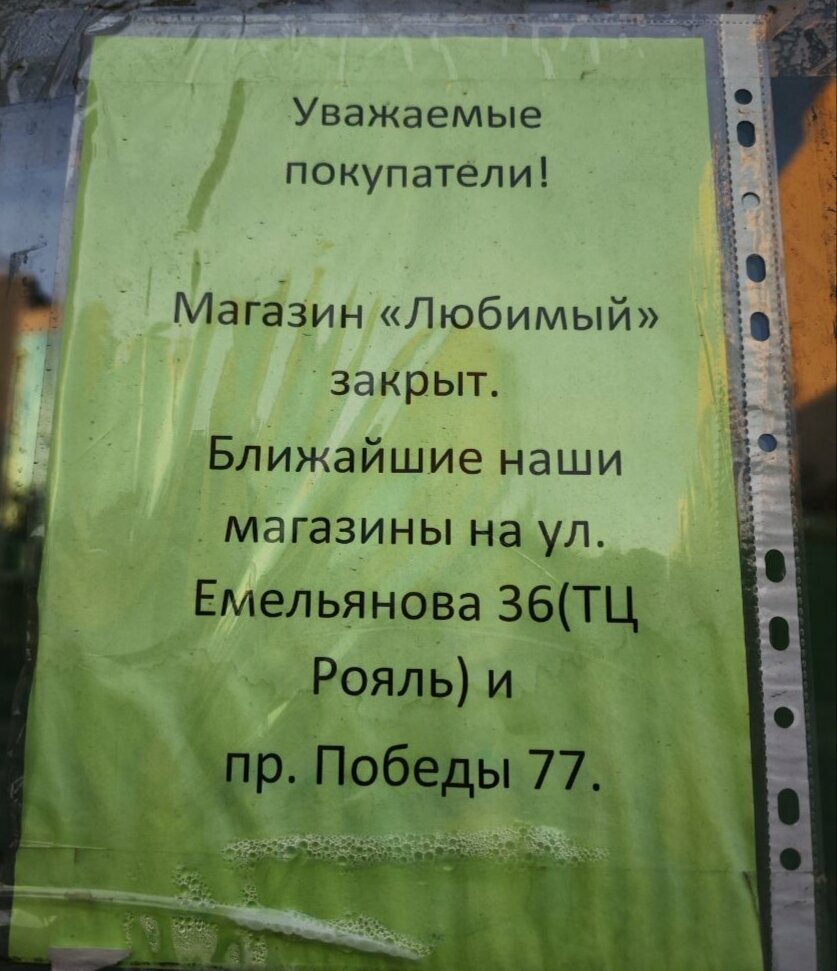 Уважаемые
покупатели!
Магазин «Любимый»
закрыт.
Ближайшие наши
магазины на ул.
Емельянова 36(ТЦ
Рояль) и
пр. Победы 77.